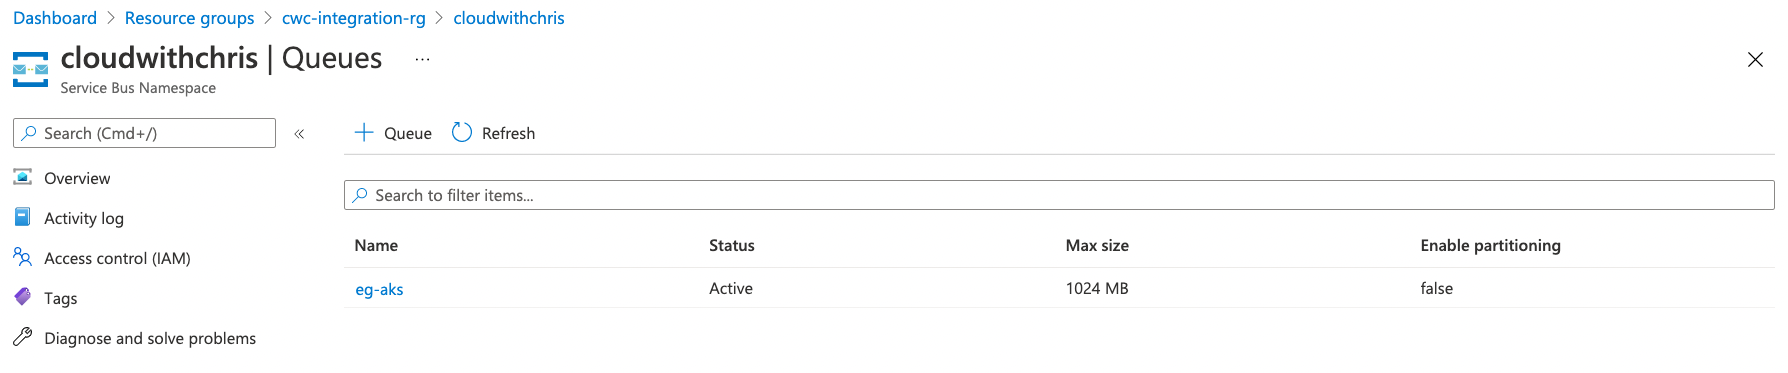 Dashboard > Resource groups > cwc-integration-rg > cloudwithchris
cloudwithchris | Queues ...
Service Bus Namespace
Search (Cmd+/) «
+ Queue Refresh
Overview
Activity log
Access control (IAM)
Tags
Diagnose and solve problems
Search to filter items...
Name Status Max size Enable partitioning
eg-aks Active 1024 MB false